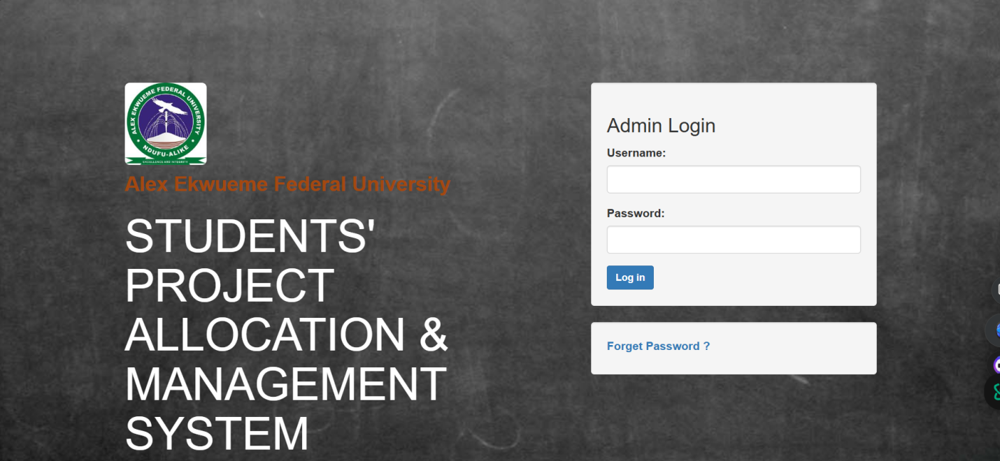 ALEX EKWUEME FEDERAL UNIVERSITY
NDUFU-ALIKE
EXCELLENCE AND INTEGRITY
Alex Ekwueme Federal University
STUDENTS'
PROJECT
ALLOCATION &
MANAGEMENT
SYSTEM
Admin Login
Username:
Password:
Log in
Forget Password ?